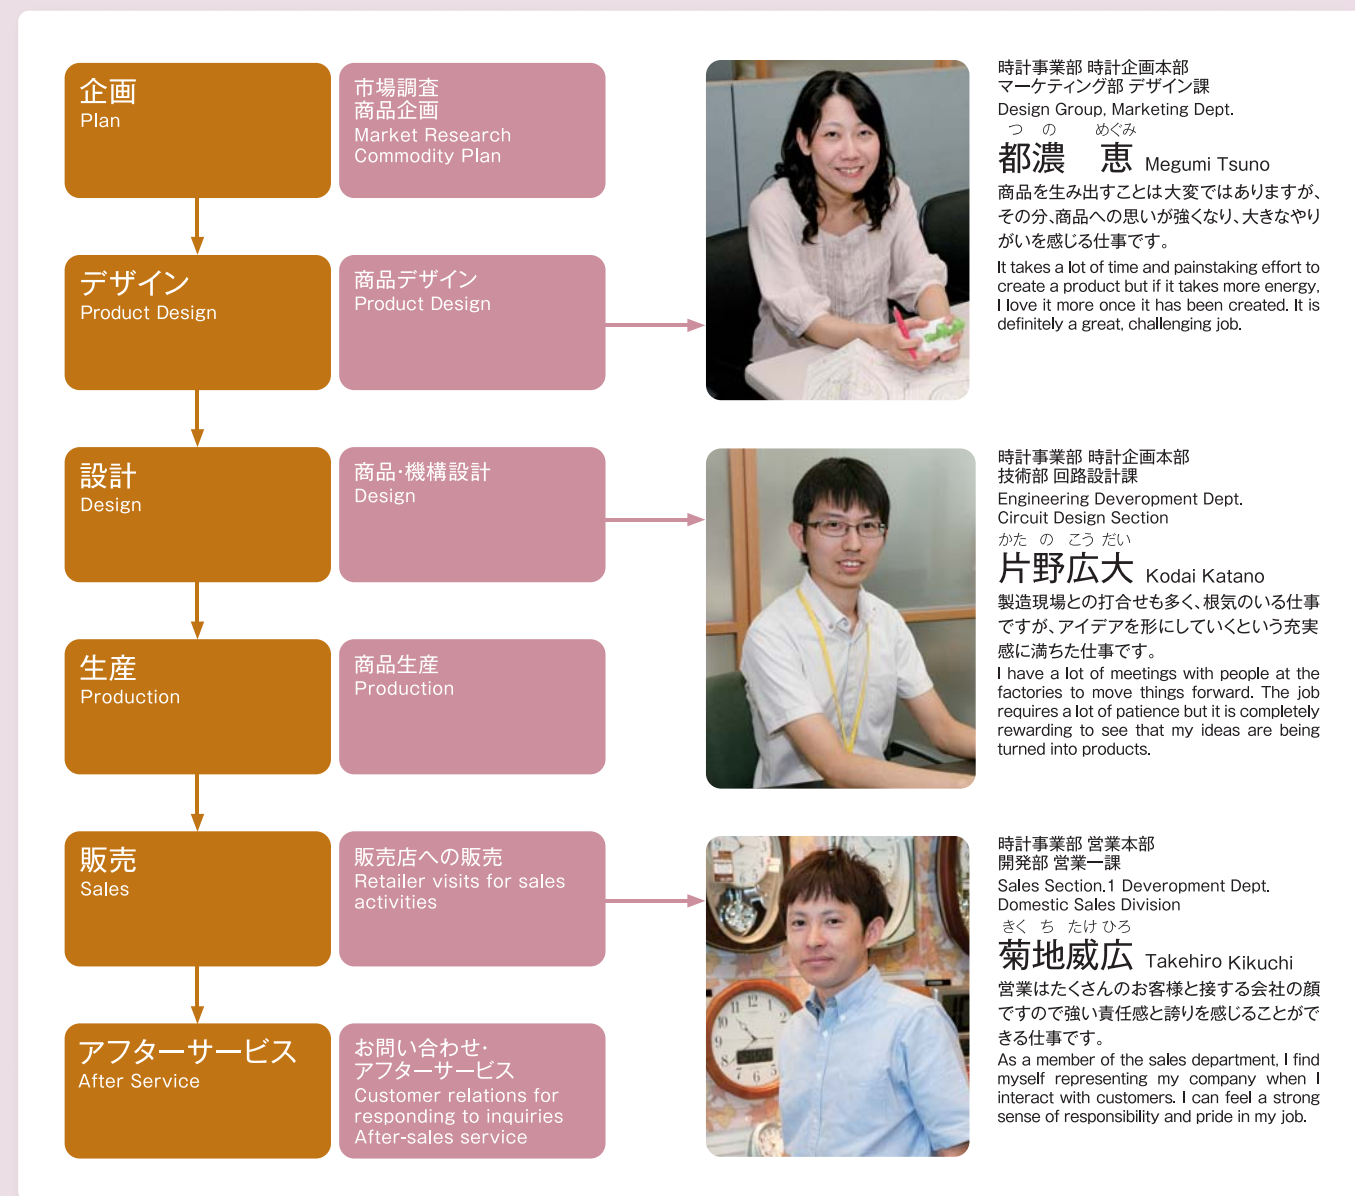 企画
Plan
市場調査
商品企画
Market Research
Commodity Plan
デザイン
Product Design
商品デザイン
Product Design
設計
Design
商品・機構設計
Design
生産
Production
商品生産
Production
販売
Sales
販売店への販売
Retailer visits for sales
activities
アフターサービス
After Service
お問い合わせ・
アフターサービス
Customer relations for
responding to inquiries
After-sales service
時計事業部 時計企画本部
マーケティング部 デザイン課
Design Group, Marketing Dept.
つ の めぐみ
都濃 恵 Megumi Tsuno
商品を生み出すことは大変ではありますが、
その分、商品への思いが強くなり、大きなやり
がいを感じる仕事です。
It takes a lot of time and painstaking effort to
create a product but if it takes more energy,
I love it more once it has been created. It is
definitely a great, challenging job.
時計事業部 時計企画本部
技術部 回路設計課
Engineering Deveropment Dept.
Circuit Design Section
かた の こう だい
片野広大 Kodai Katano
製造現場との打合せも多く、根気のいる仕事
ですが、アイデアを形にしていくという充実
感に満ちた仕事です。
I have a lot of meetings with people at the
factories to move things forward. The job
requires a lot of patience but it is completely
rewarding to see that my ideas are being
turned into products.
時計事業部 営業本部
開発部 営業一課
Sales Section.1 Deveropment Dept.
Domestic Sales Division
きく ち たけ ひろ
菊地威広 Takehiro Kikuchi
営業はたくさんのお客様と接する会社の顔
ですので強い責任感と誇りを感じることがで
きる仕事です。
As a member of the sales department, I find
myself representing my company when I
interact with customers. I can feel a strong
sense of responsibility and pride in my job.